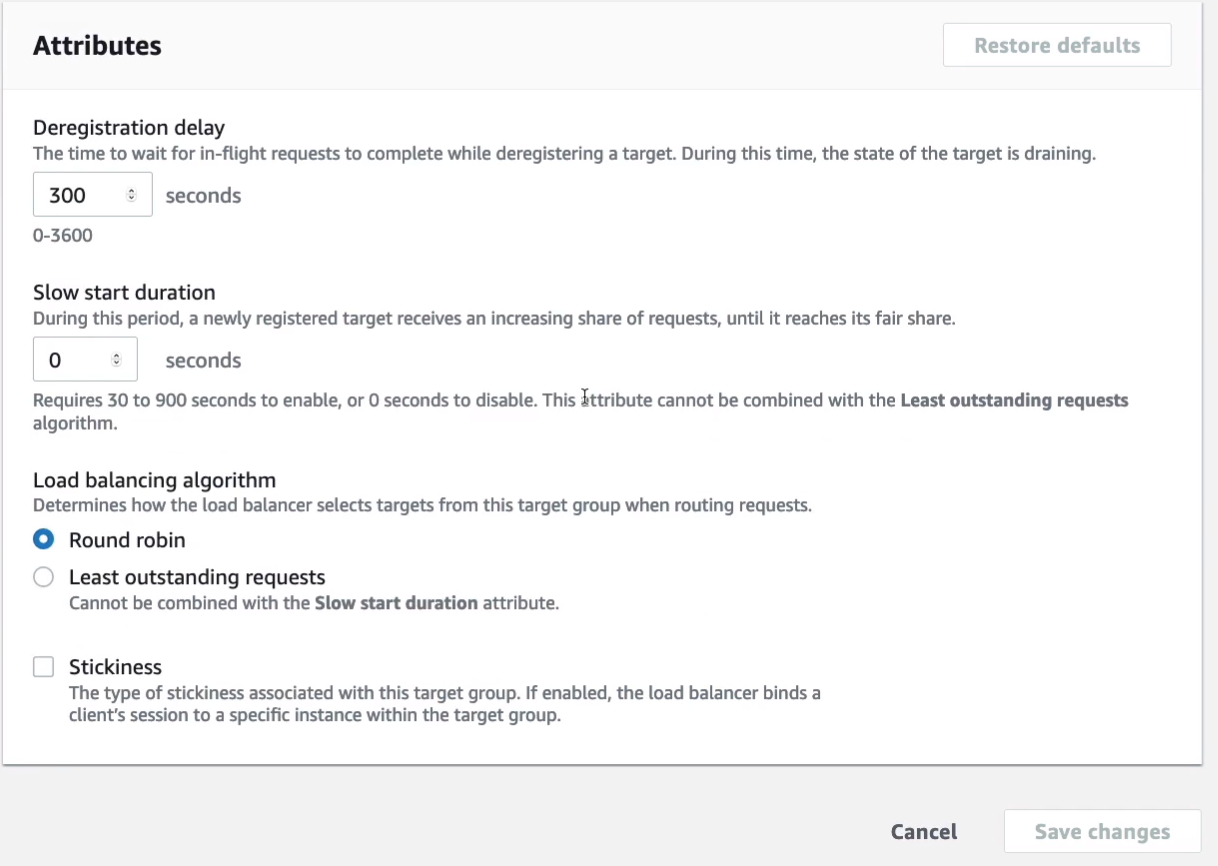 Attributes
Restore defaults
Deregistration delay
The time to wait for in-flight requests to complete while deregistering a target. During this time, the state of the target is draining.
300 seconds
0-3600
Slow start duration
During this period, a newly registered target receives an increasing share of requests, until it reaches its fair share.
0 seconds
Requires 30 to 900 seconds to enable, or 0 seconds to disable. This attribute cannot be combined with the Least outstanding requests
algorithm.
Load balancing algorithm
Determines how the load balancer selects targets from this target group when routing requests.
Round robin
Least outstanding requests
Cannot be combined with the Slow start duration attribute.
Stickiness
The type of stickiness associated with this target group. If enabled, the load balancer binds a
client's session to a specific instance within the target group.
Cancel
Save changes